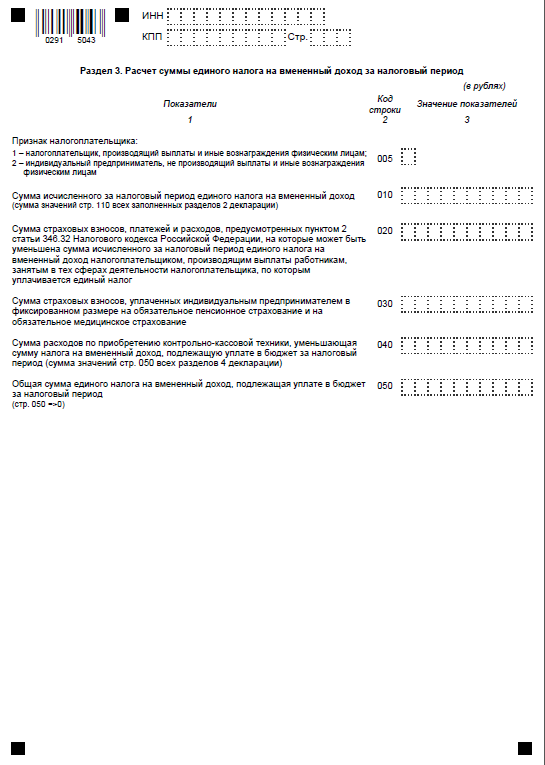 ИНН
0291 5043
КПП Стр.
Раздел 3. Расчет суммы единого налога на вмененный доход за налоговый период
(в рублях)
Показатели Код строки Значение показателей
1 2 3
Признак налогоплательщика:
1 – налогоплательщик, производящий выплаты и иные вознаграждения физическим лицам;
2 – индивидуальный предприниматель, не производящий выплаты и иные вознаграждения
физическим лицам
005
Сумма исчисленного за налоговый период единого налога на вмененный доход
(сумма значений стр. 110 всех заполненных разделов 2 декларации)
010
Сумма страховых взносов, платежей и расходов, предусмотренных пунктом 2
статьи 346.32 Налогового кодекса Российской Федерации, на которые может быть
уменьшена сумма исчисленного за налоговый период единого налога на
вмененный доход налогоплательщиком, производящим выплаты работникам,
занятым в тех сферах деятельности налогоплательщика, по которым
уплачивается единый налог
020
Сумма страховых взносов, уплаченных индивидуальным предпринимателем в
фиксированном размере на обязательное пенсионное страхование и на
обязательное медицинское страхование
030
Сумма расходов по приобретению контрольно-кассовой техники, уменьшающая
сумму налога на вмененный доход, подлежащую уплате в бюджет за налоговый
период (сумма значений стр. 050 всех разделов 4 декларации)
040
Общая сумма единого налога на вмененный доход, подлежащая уплате в бюджет
за налоговый период
(стр. 050 =>0)
050